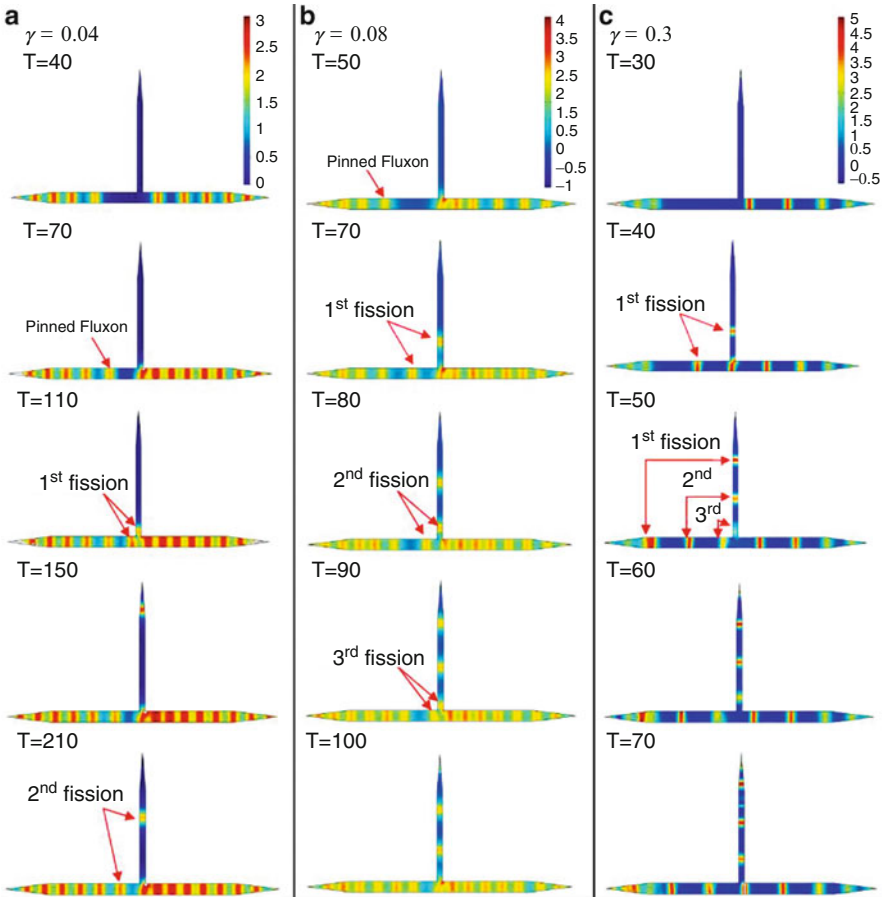 a
γ = 0.04
T=40
3
2.5
2
1.5
1
0.5
0
T=70
Pinned Fluxon
T=110
1st fission
T=150
T=210
2nd fission
b
γ = 0.08
T=50
4
3.5
3
2.5
2
1.5
1
0.5
0
−0.5
−1
Pinned Fluxon
T=70
1st fission
T=80
2nd fission
T=90
3rd fission
T=100
c
γ = 0.3
T=30
5
4.5
4
3.5
3
2.5
2
1.5
1
0.5
0
−0.5
T=40
1st fission
T=50
1st fission
2nd
3rd
T=60
T=70